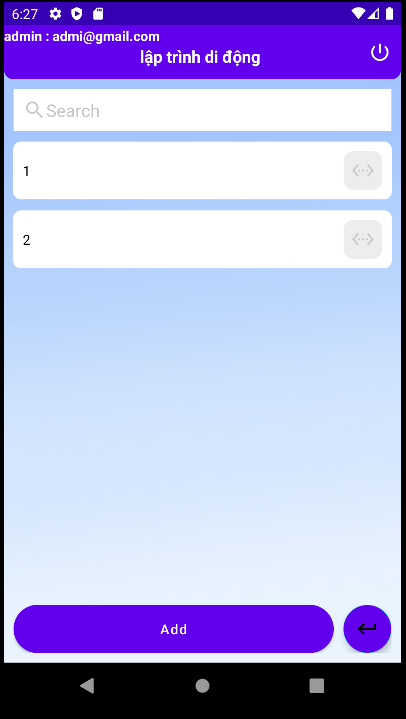 6:27
admin : admi@gmail.com
lập trình di động
Search
1
2
Add